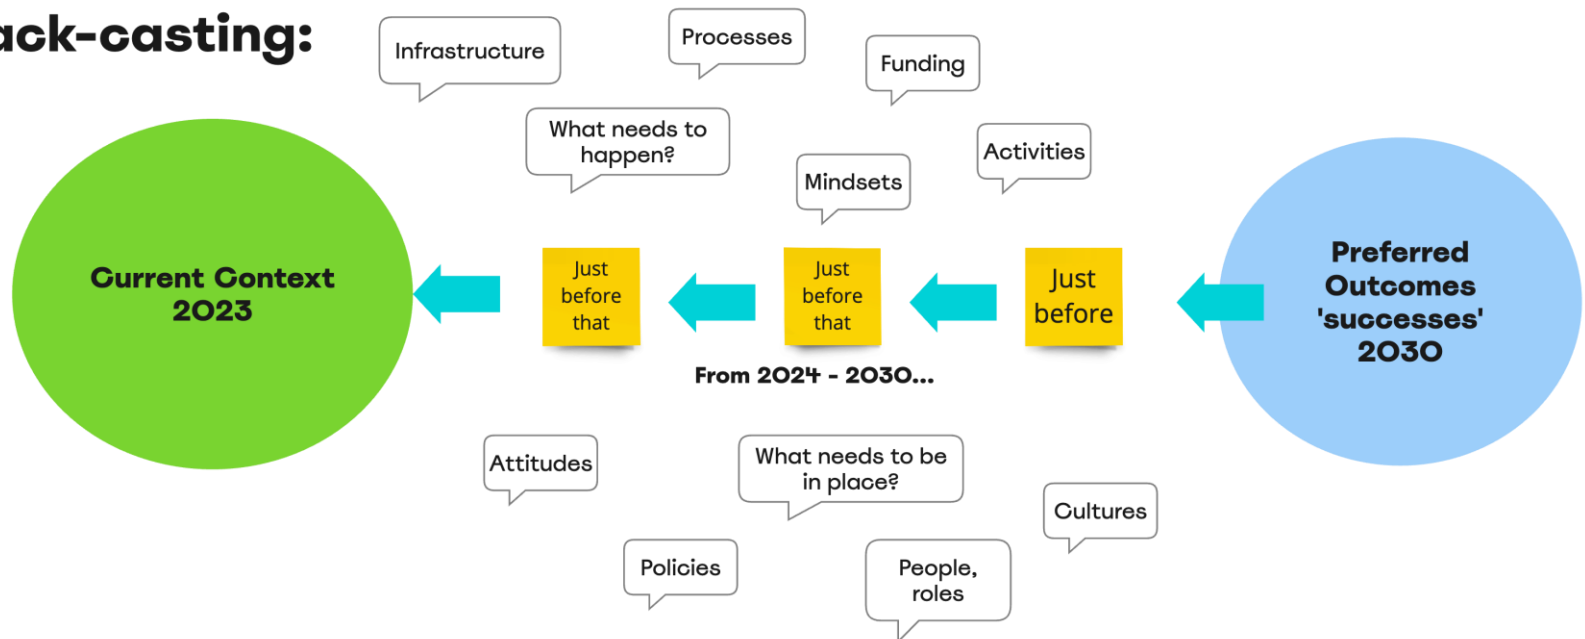 ack-casting:
Infrastructure
Processes
Funding
What needs to
happen?
Activities
Mindsets
Current Context
2023
Just
before
that
Just
before
that
Just
before
Preferred
Outcomes
'successes'
2030
From 2024 - 2030...
Attitudes
What needs to be
in place?
Cultures
Policies
People,
roles